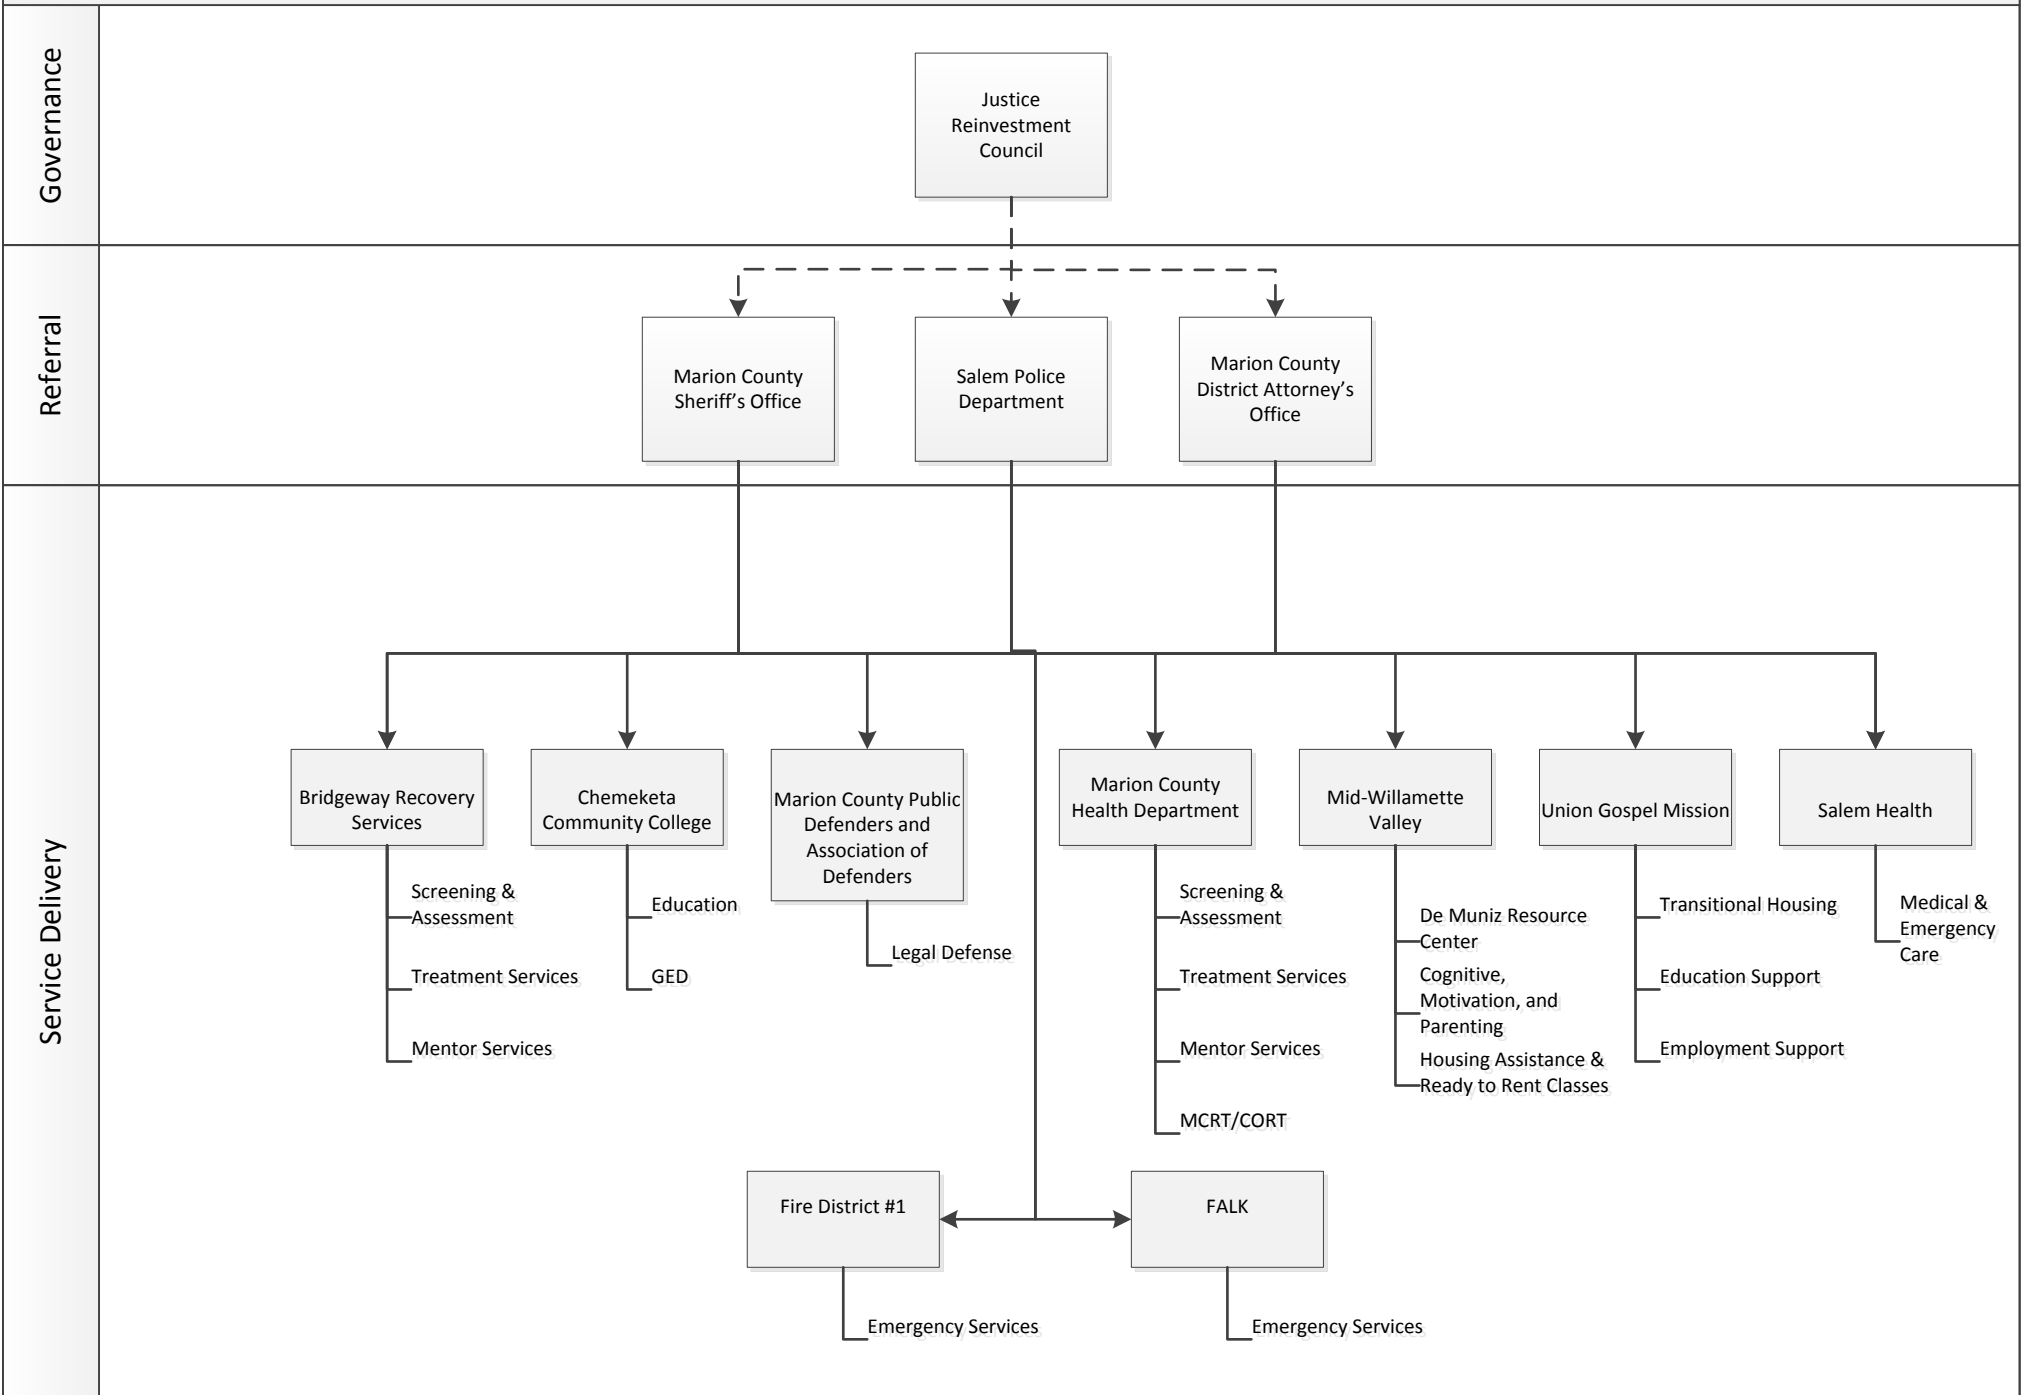 Governance
Justice
Reinvestment
Council
Referral
Marion County
Sheriff’s Office
Salem Police
Department
Marion County
District Attorney’s
Office
Service Delivery
Bridgeway Recovery
Services
Screening &
Assessment
Treatment Services
Mentor Services
Chemeketa
Community College
Education
GED
Marion County Public
Defenders and
Association of
Defenders
Legal Defense
Marion County
Health Department
Screening &
Assessment
Treatment Services
Mentor Services
MCRT/CORT
Mid-Willamette
Valley
De Muniz Resource
Center
Cognitive,
Motivation, and
Parenting
Housing Assistance &
Ready to Rent Classes
Union Gospel Mission
Transitional Housing
Education Support
Employment Support
Salem Health
Medical &
Emergency
Care
Fire District #1
Emergency Services
FALK
Emergency Services